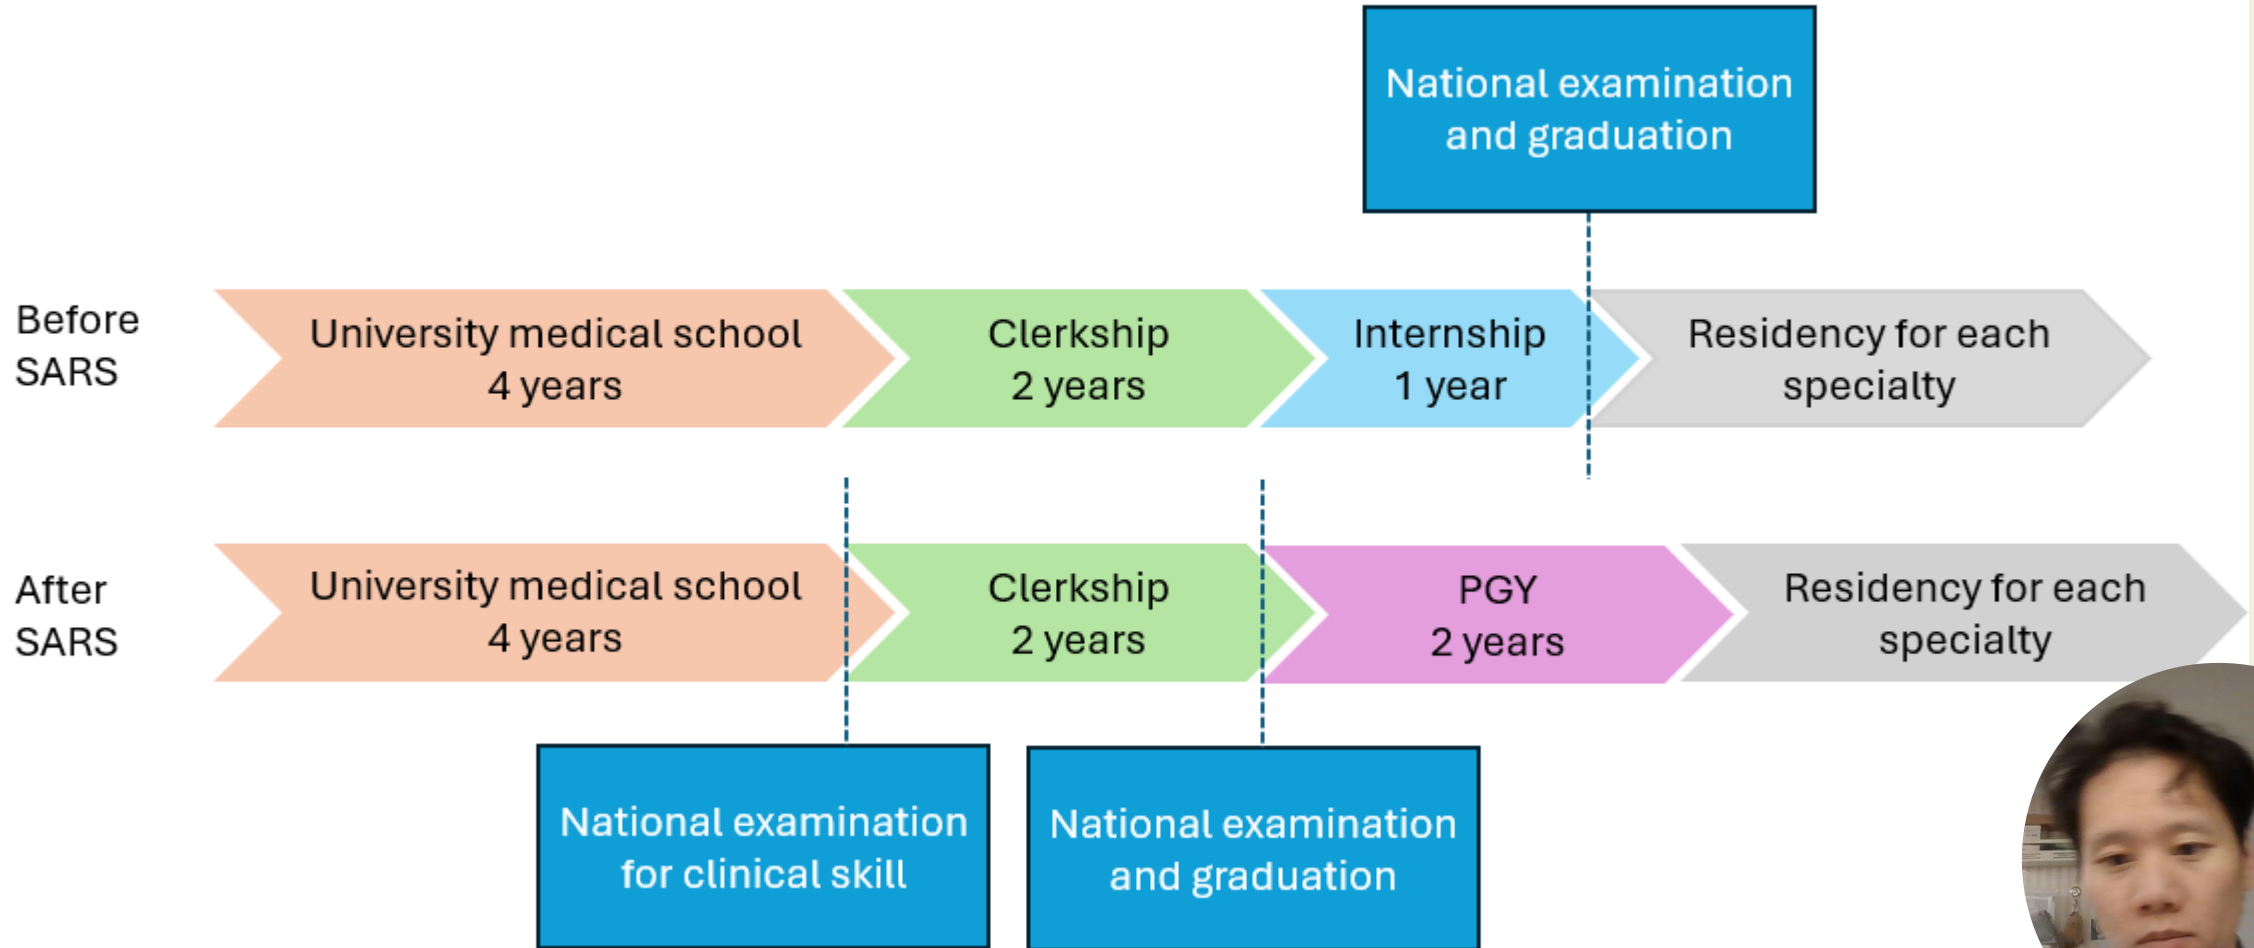 National examination
and graduation
Before
SARS
University medical school
4 years
Clerkship
2 years
Internship
1 year
Residency for each
specialty
After
SARS
University medical school
4 years
Clerkship
2 years
PGY
2 years
Residency for each
specialty
National examination
for clinical skill
National examination
and graduation